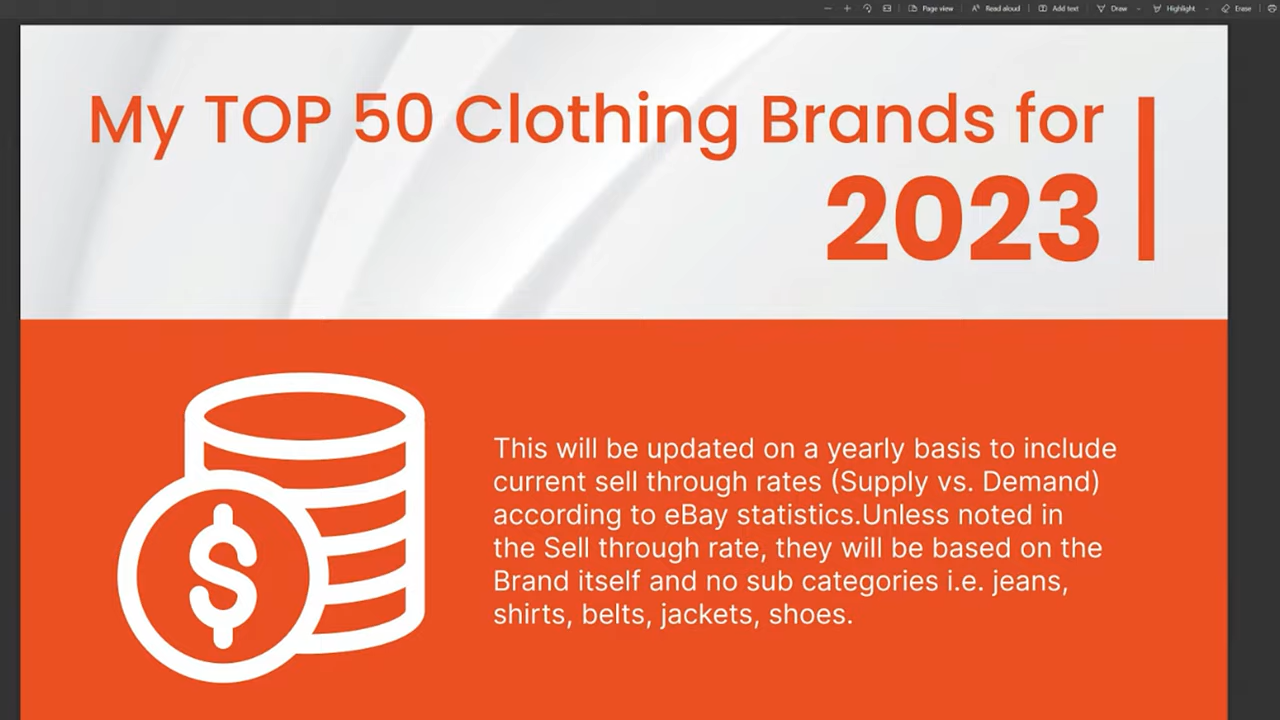 Page view
Read aloud
Add text
Draw
Highlight
Erase
My TOP 50 Clothing Brands for
2023
$
This will be updated on a yearly basis to include
current sell through rates (Supply vs. Demand)
according to eBay statistics.Unless noted in
the Sell through rate, they will be based on the
Brand itself and no sub categories i.e. jeans,
shirts, belts, jackets, shoes.